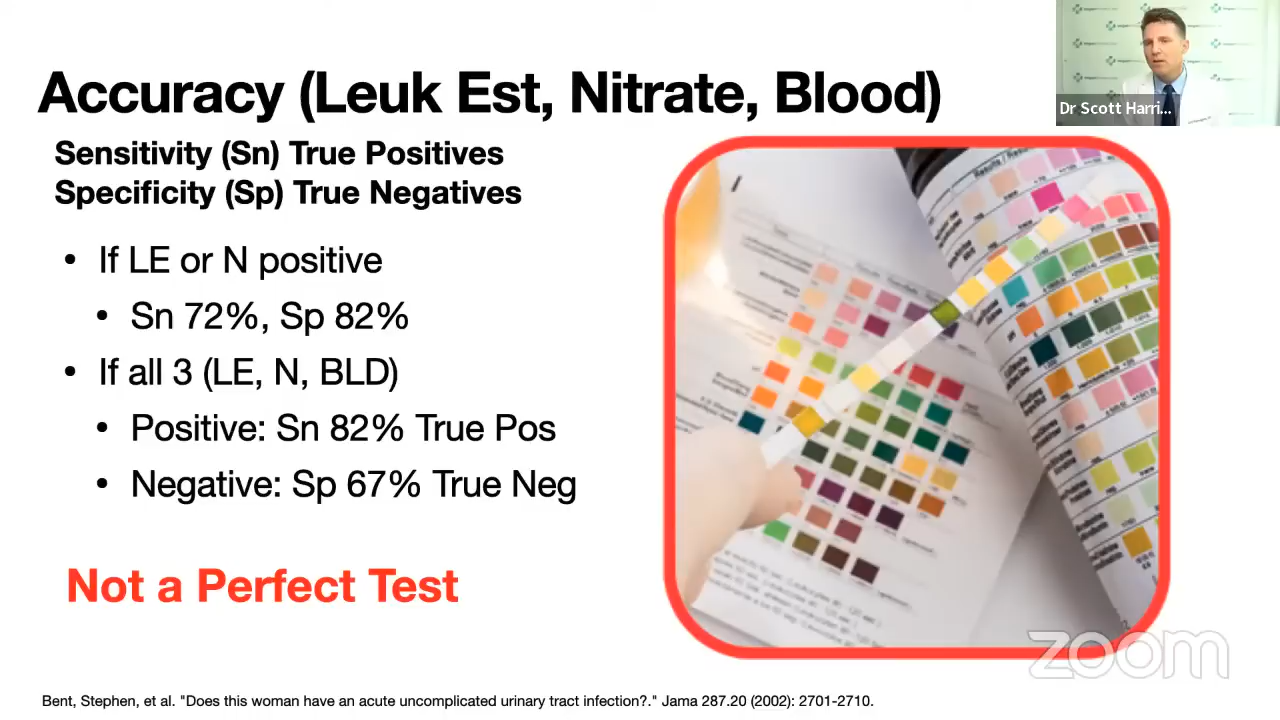 Accuracy (Leuk Est, Nitrate, Blood)
Dr Scott Harri...
Sensitivity (Sn) True Positives
Specificity (Sp) True Negatives
• If LE or N positive
• Sn 72%, Sp 82%
• If all 3 (LE, N, BLD)
• Positive: Sn 82% True Pos
• Negative: Sp 67% True Neg
Not a Perfect Test
zoom
Bent, Stephen, et al. "Does this woman have an acute uncomplicated urinary tract infection?." Jama 287.20 (2002): 2701-2710.